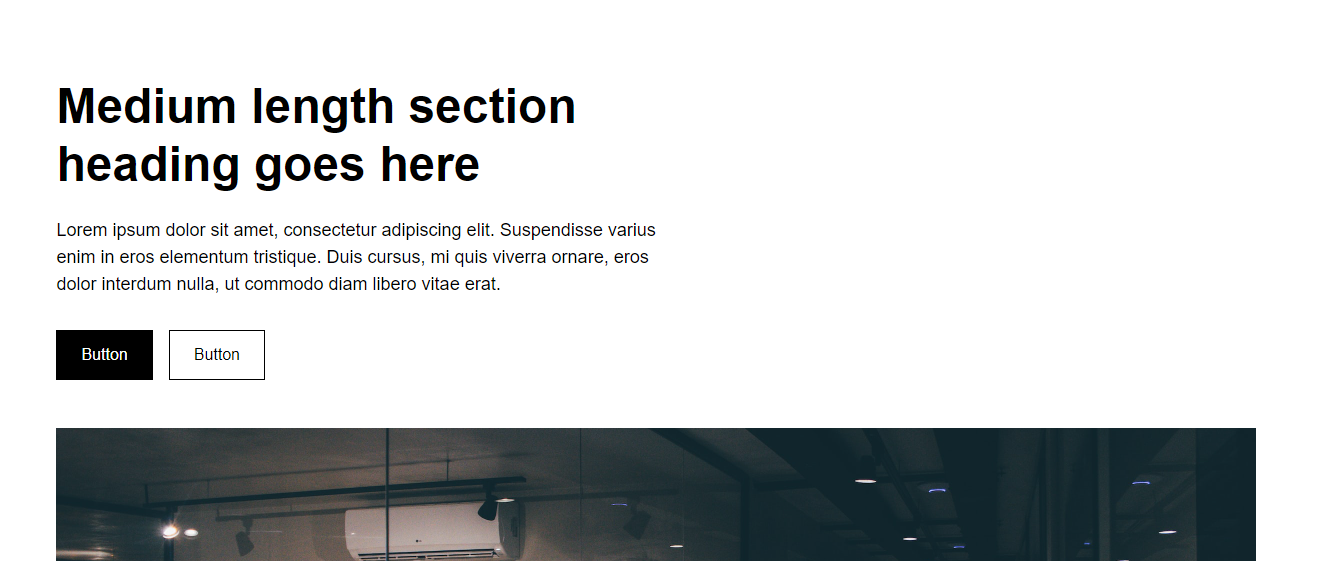 Medium length section
heading goes here
Lorem ipsum dolor sit amet, consectetur adipiscing elit. Suspendisse varius
enim in eros elementum tristique. Duis cursus, mi quis viverra ornare, eros
dolor interdum nulla, ut commodo diam libero vitae erat.
Button Button